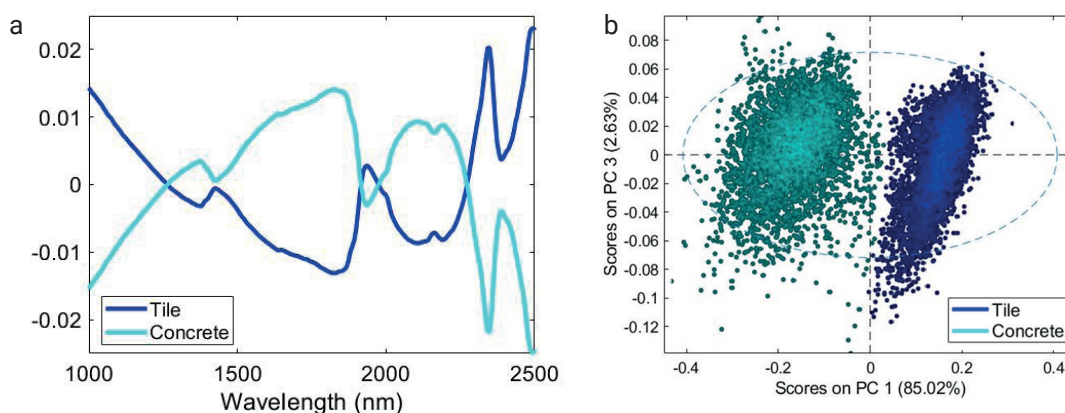 a
0.02
0.01
0
-0.01
-0.02
Tile
Concrete
1000 1500 2000 2500
Wavelength (nm)
b
0.08
0.06
0.04
0.02
0
-0.02
-0.04
-0.06
-0.08
-0.1
-0.12
Scores on PC 3 (2.63%)
Tile
Concrete
-0.4 -0.2 0 0.2 0.4
Scores on PC 1 (85.02%)